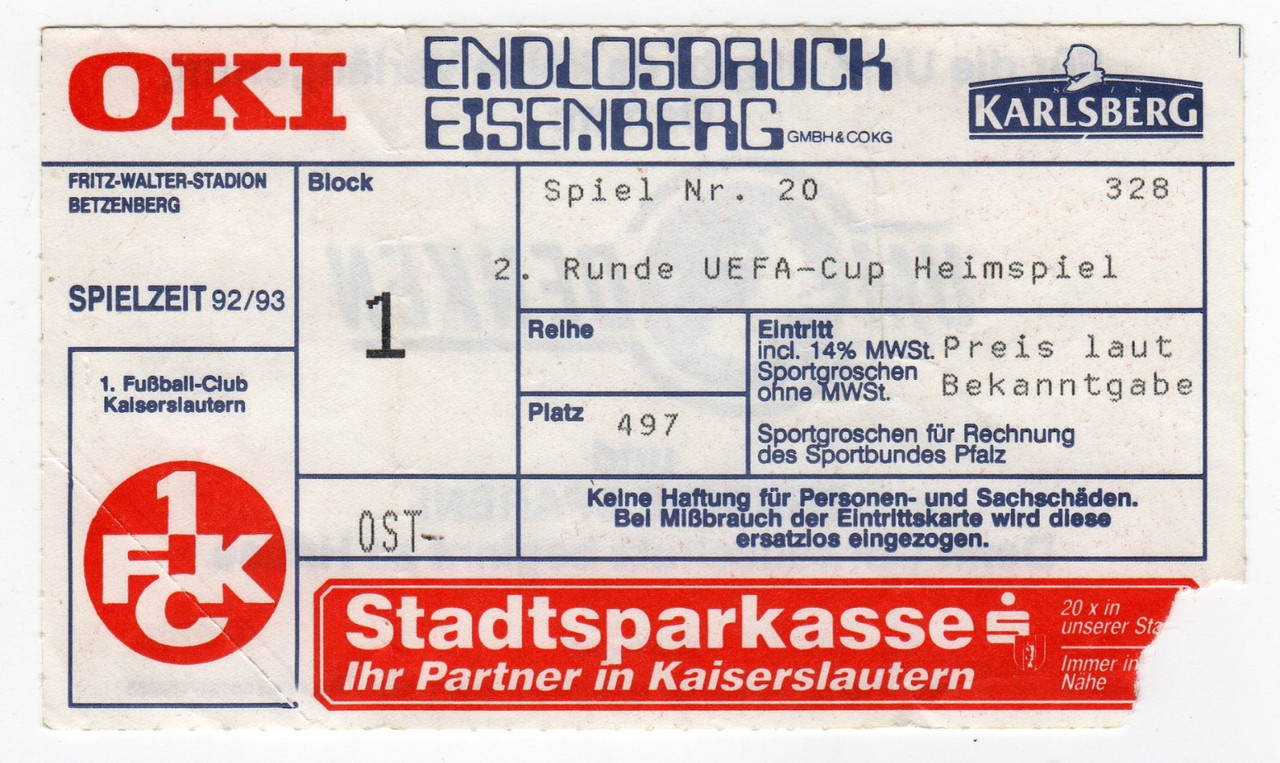 OKI
ENDLOSDRUCK
EISENBERG GMBH & CO KG
1878
KARLSBERG
FRITZ-WALTER-STADION
BETZENBERG
SPIELZEIT 92/93
1. Fußball-Club
Kaiserslautern
1
FCK
Block
1
OST-
Spiel Nr. 20 328
2. Runde UEFA-Cup Heimspiel
Reihe
Platz 497
Eintritt
incl. 14% MWSt. Preis laut
Sportgroschen Bekanntgabe
ohne MWSt.
Sportgroschen für Rechnung
des Sportbundes Pfalz
Keine Haftung für Personen- und Sachschäden.
Bei Mißbrauch der Eintrittskarte wird diese
ersatzlos eingezogen.
Stadtsparkasse
Ihr Partner in Kaiserslautern
20 x in
unserer Sta
Immer in
Nähe